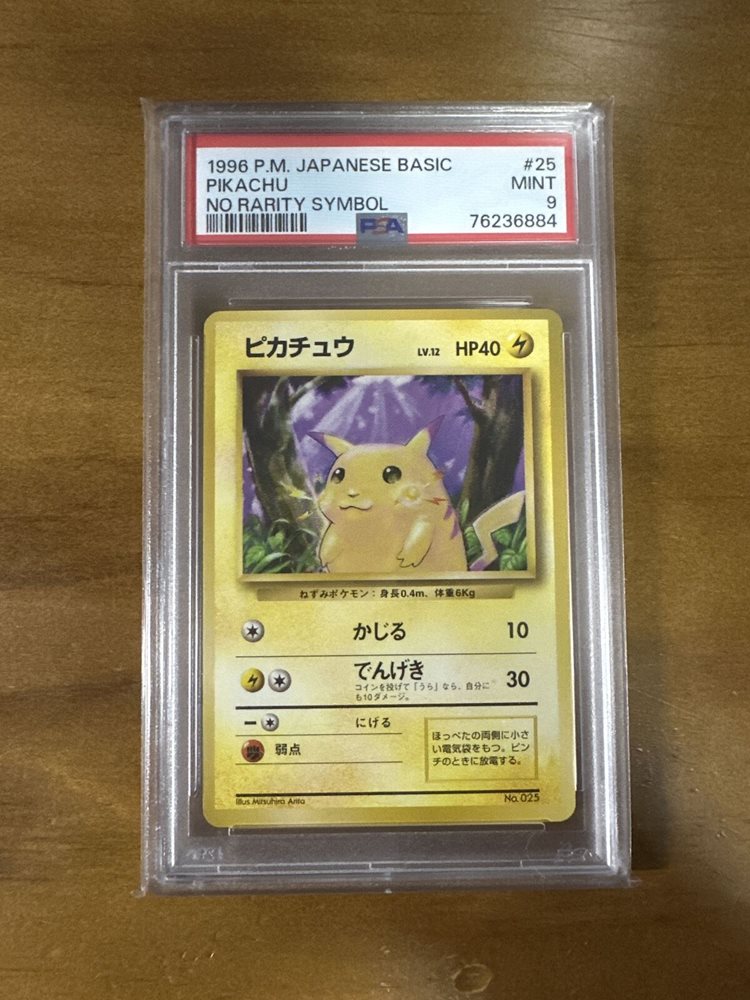 1996 P.M. JAPANESE BASIC #25
PIKACHU MINT
NO RARITY SYMBOL 9
PSA 76236884
ピカチュウ LV.12 HP40
ねずみポケモン：身長0.4m、体重6Kg
かじる 10
でんげき 30
コインを投げて「うら」なら、自分に
も10ダメージ。
にげる
弱点
ほっぺたの両側に小さ
い電気袋をもつ。ピン
チのときに放電する。
Illus. Mitsuhiro Arita No. 025